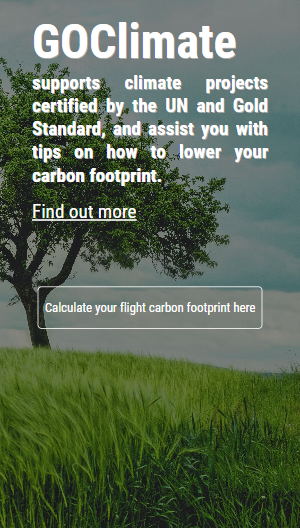 GOClimate
supports climate projects
certified by the UN and Gold
Standard, and assist you with
tips on how to lower your
carbon footprint.
Find out more
Calculate your flight carbon footprint here